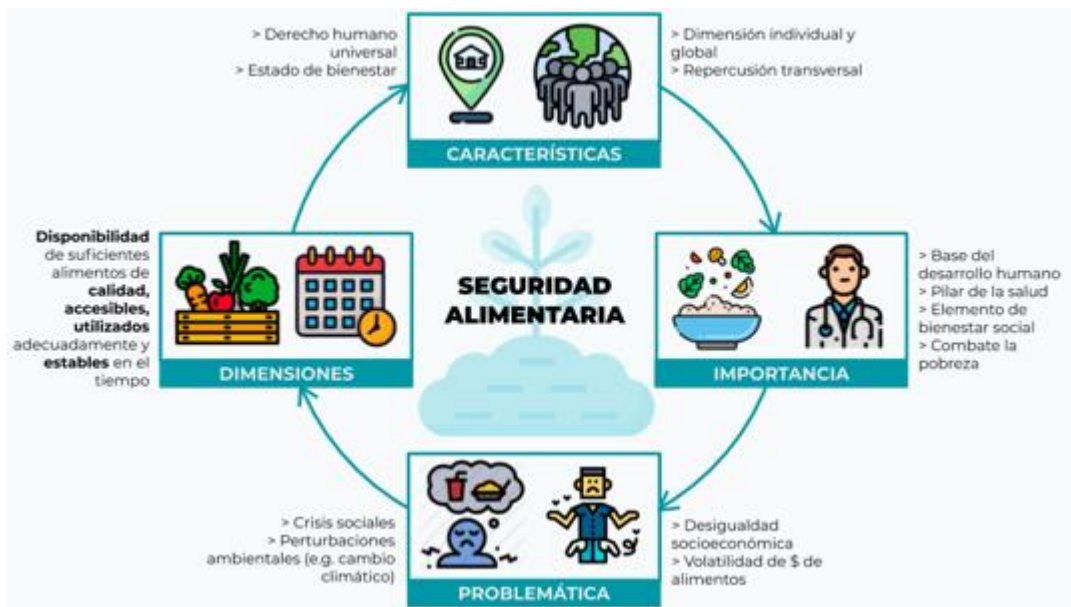 > Derecho humano
universal
> Estado de bienestar
> Dimensión individual y
global
> Repercusión transversal
CARACTERÍSTICAS
Disponibilidad
de suficientes
alimentos de
calidad,
accesibles,
utilizados
adecuadamente y
estables en el
tiempo
DIMENSIONES
SEGURIDAD
ALIMENTARIA
> Base del
desarrollo humano
> Pilar de la salud
> Elemento de
bienestar social
> Combate la
pobreza
IMPORTANCIA
> Crisis sociales
> Perturbaciones
ambientales (e.g. cambio
climático)
> Desigualdad
socioeconómica
> Volatilidad de $ de
alimentos
PROBLEMÁTICA